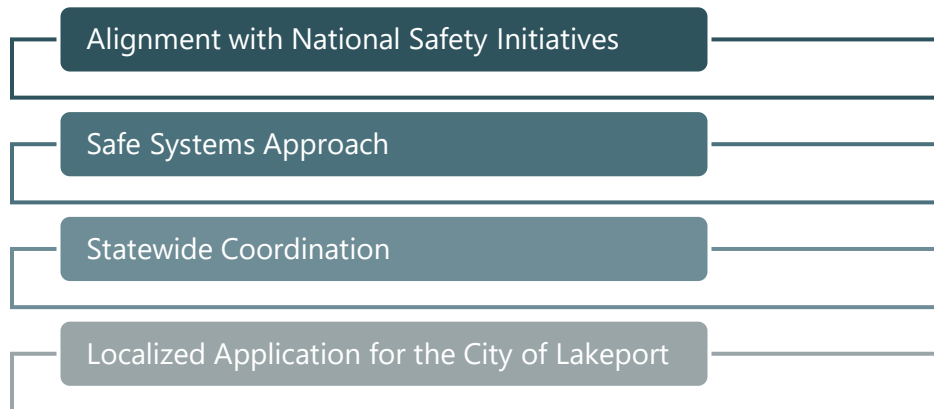 Alignment with National Safety Initiatives
Safe Systems Approach
Statewide Coordination
Localized Application for the City of Lakeport